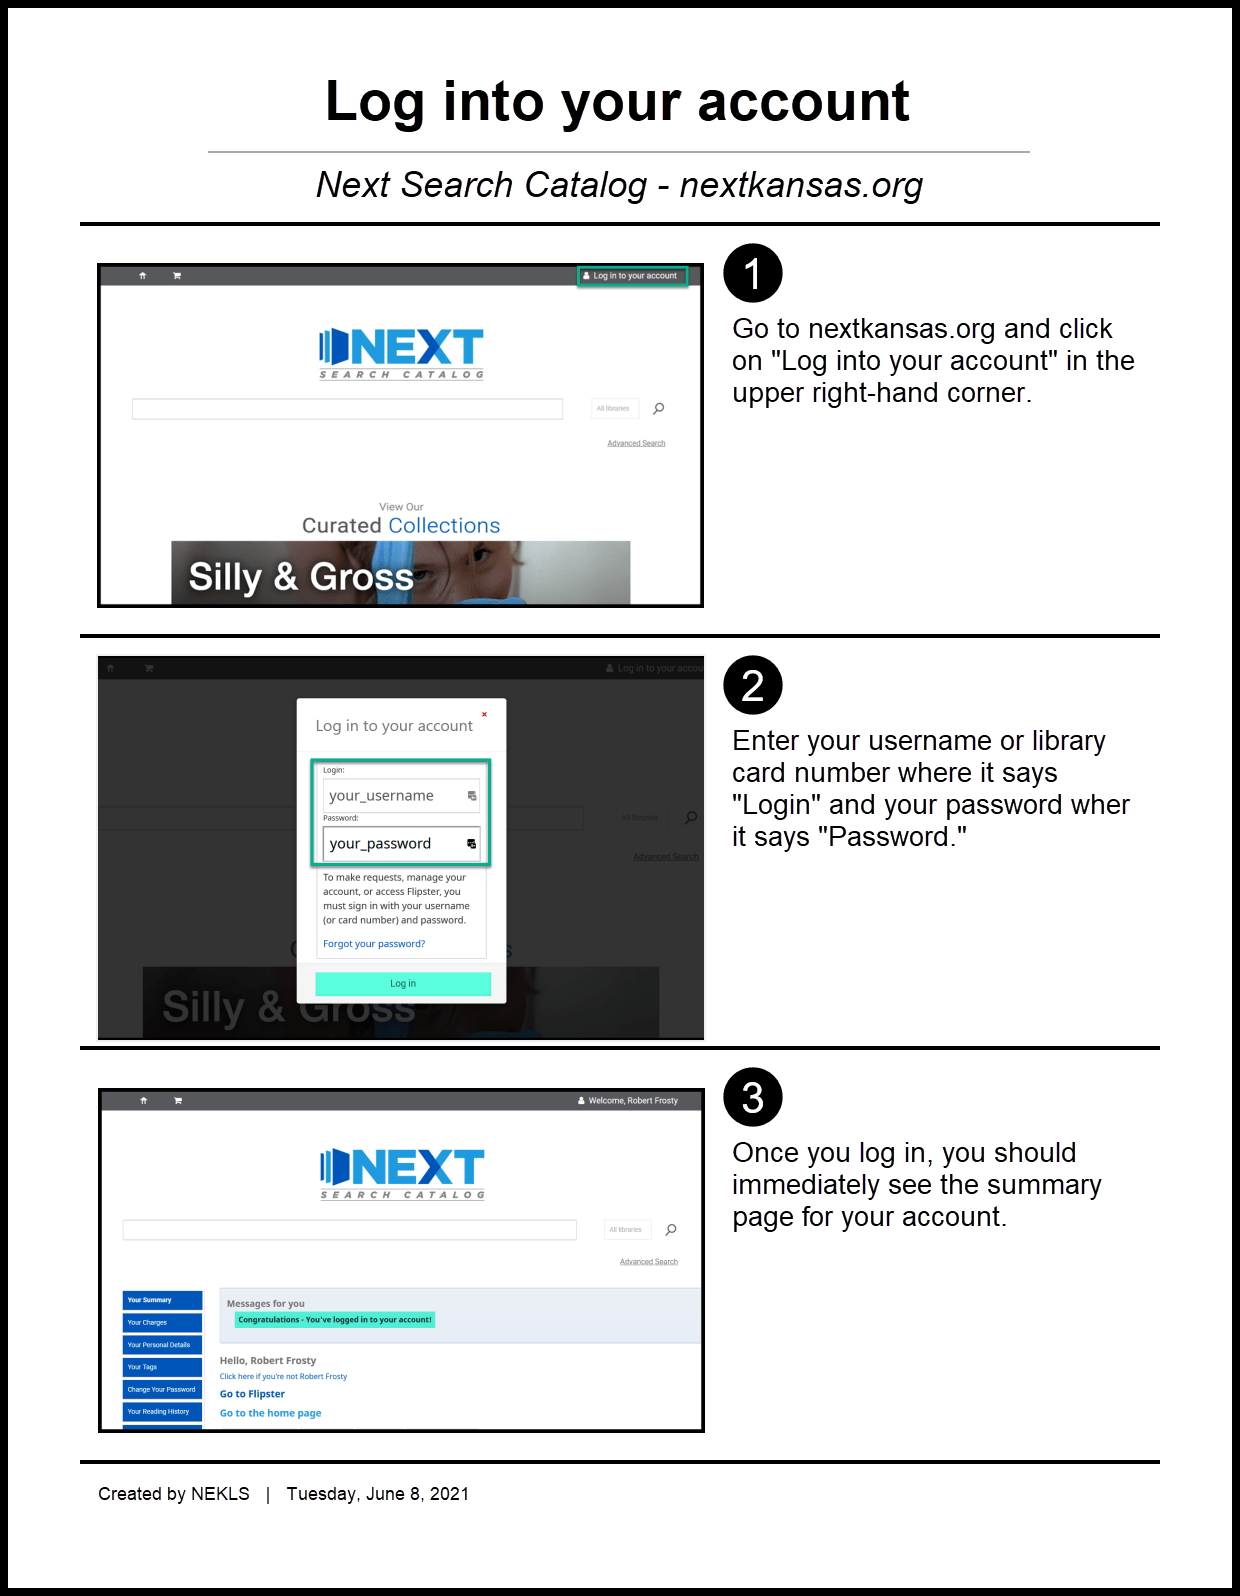 Log into your account
Next Search Catalog - nextkansas.org
Log in to your account
NEXT
SEARCH CATALOG
All libraries
Advanced Search
View Our
Curated Collections
Silly & Gross
1
Go to nextkansas.org and click
on "Log into your account" in the
upper right-hand corner.
Log in to your accou
Log in to your account
×
Login:
your_username
Password:
your_password
To make requests, manage your
account, or access Flipster, you
must sign in with your username
(or card number) and password.
Forgot your password?
Log in
All libraries
Advanced Search
C s
Silly & Gross
2
Enter your username or library
card number where it says
"Login" and your password wher
it says "Password."
Welcome, Robert Frosty
NEXT
SEARCH CATALOG
All libraries
Advanced Search
Your Summary
Your Charges
Your Personal Details
Your Tags
Change Your Password
Your Reading History
Messages for you
Congratulations - You've logged in to your account!
Hello, Robert Frosty
Click here if you're not Robert Frosty
Go to Flipster
Go to the home page
3
Once you log in, you should
immediately see the summary
page for your account.
Created by NEKLS | Tuesday, June 8, 2021